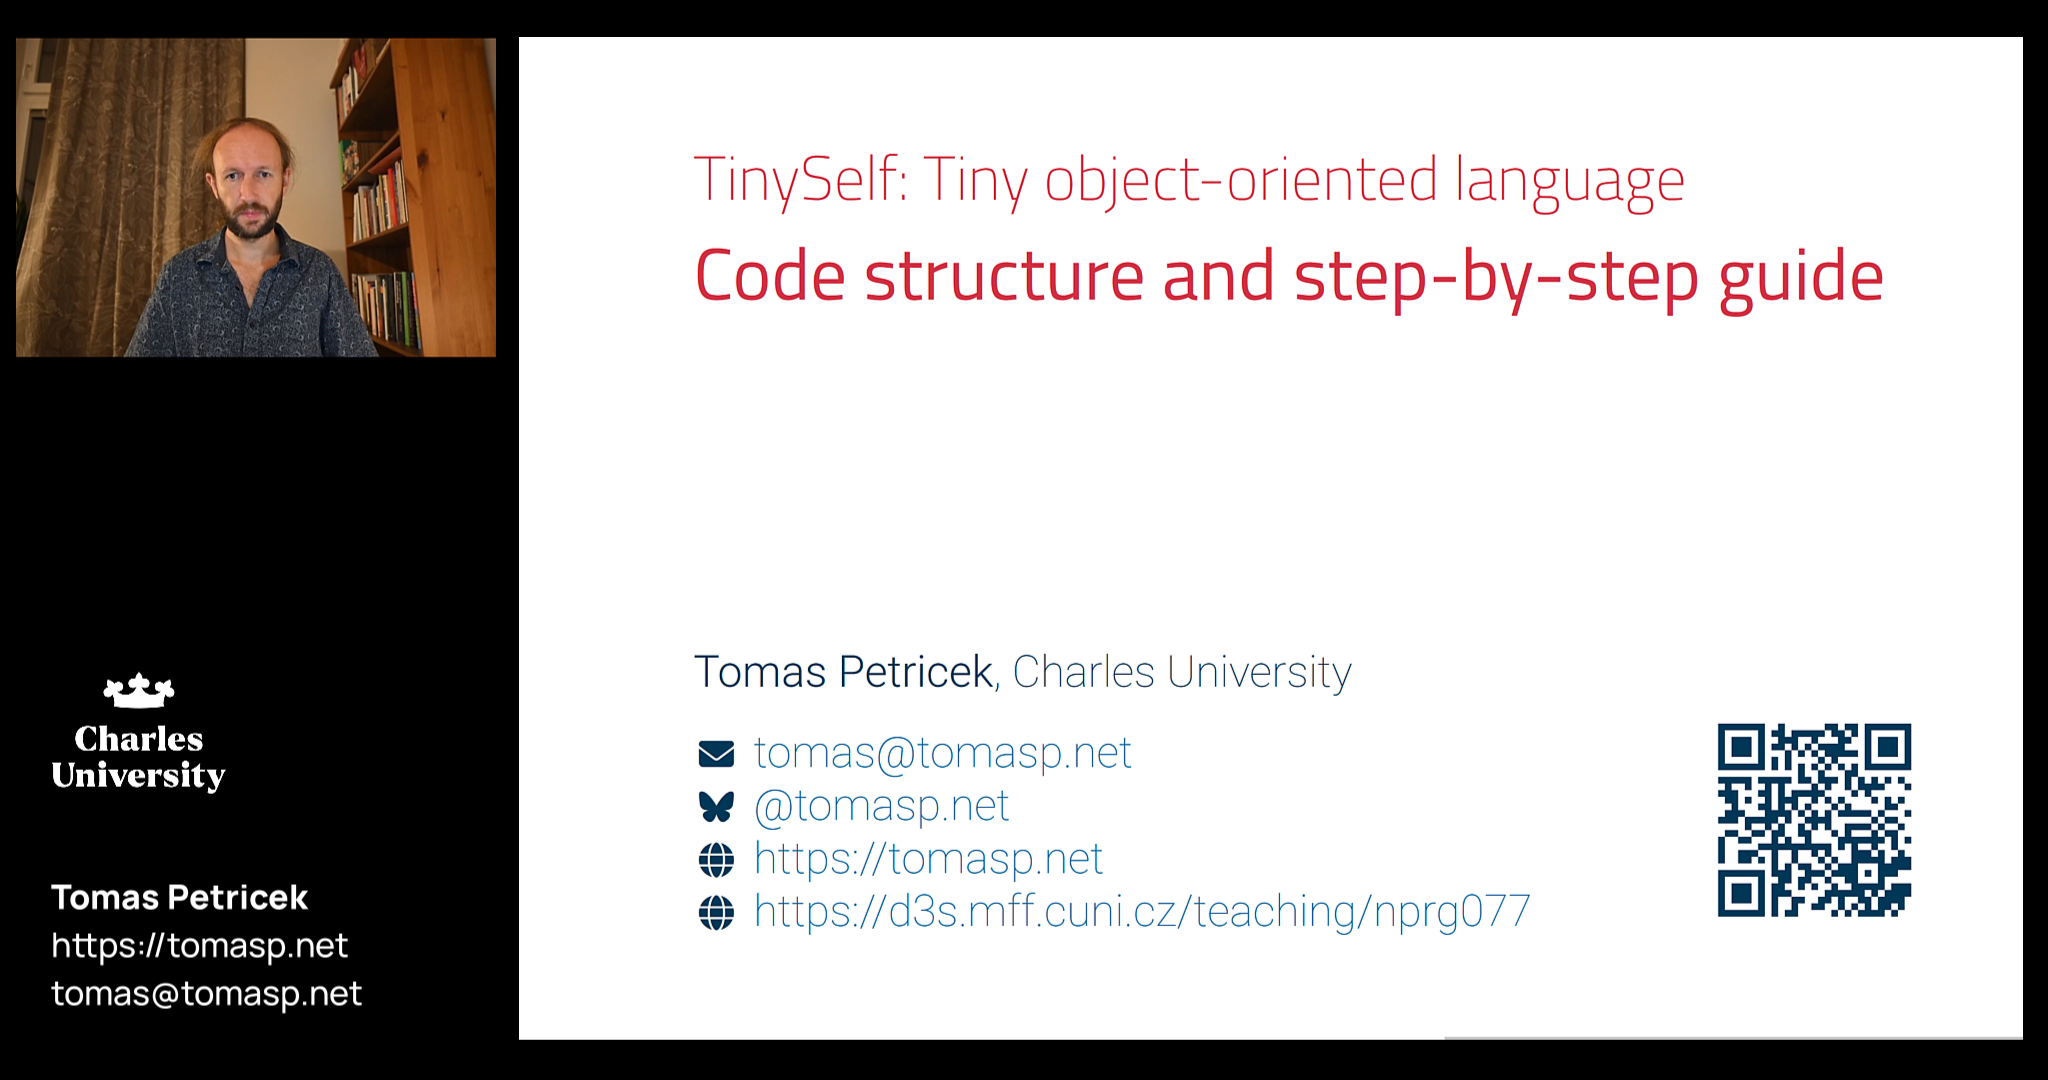 TinySelf: Tiny object-oriented language
Code structure and step-by-step guide
Tomas Petricek, Charles University
tomas@tomasp.net
@tomasp.net
https://tomasp.net
https://d3s.mff.cuni.cz/teaching/nprg077
Charles
University
Tomas Petricek
https://tomasp.net
tomas@tomasp.net